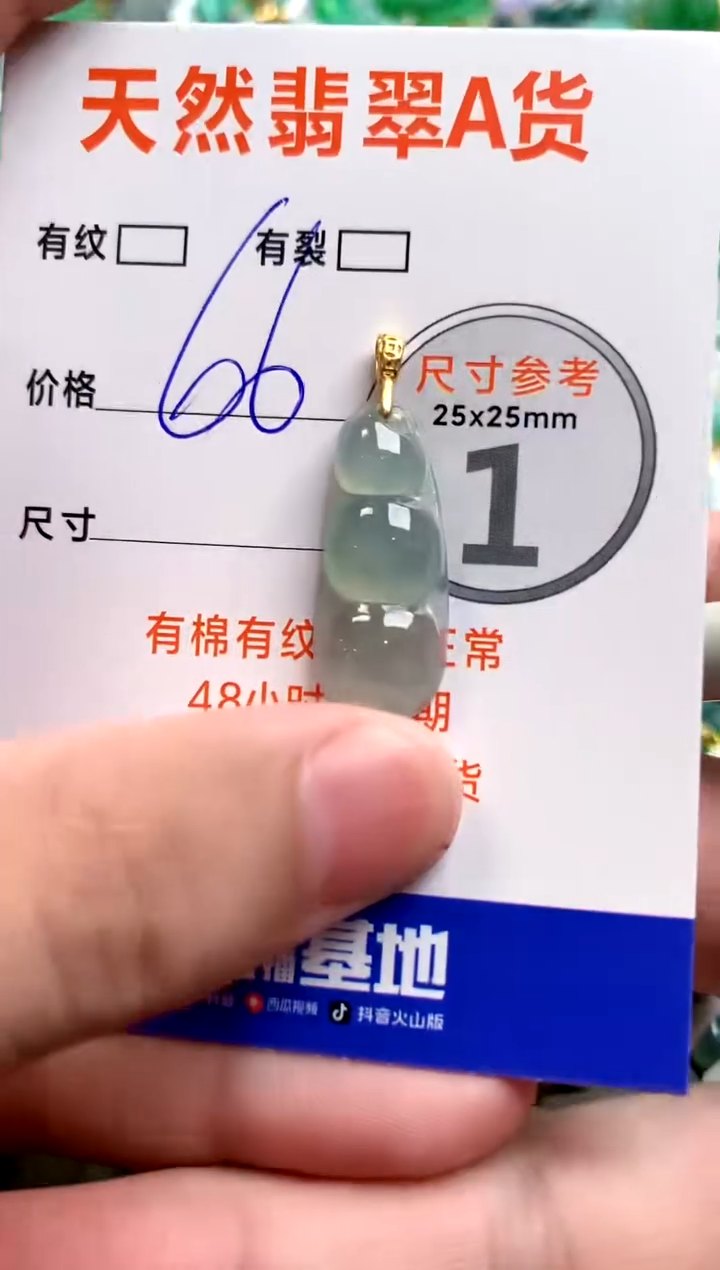 天然翡翠A货
有纹 有裂
价格 66
尺寸参考
25x25mm
1
尺寸
有棉有纹 正常
48小时 期
货
播基地
西瓜视频 抖音火山版